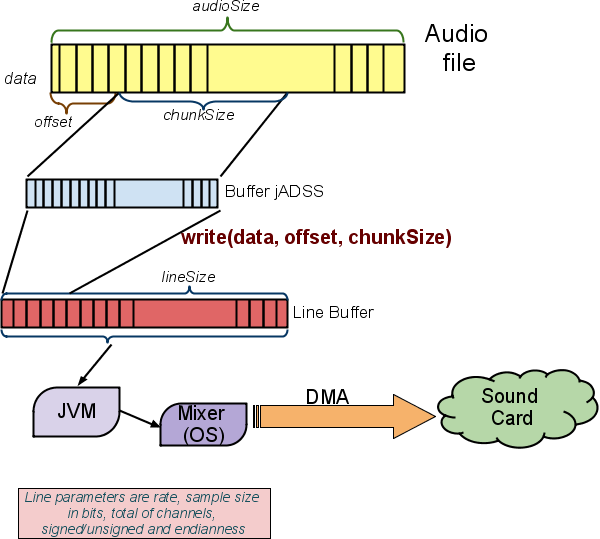 audioSize
Audio
file
data
offset
chunkSize
Buffer jADSS
write(data, offset, chunkSize)
lineSize
Line Buffer
JVM
Mixer
(OS)
DMA
Sound
Card
Line parameters are rate, sample size
in bits, total of channels,
signed/unsigned and endianness